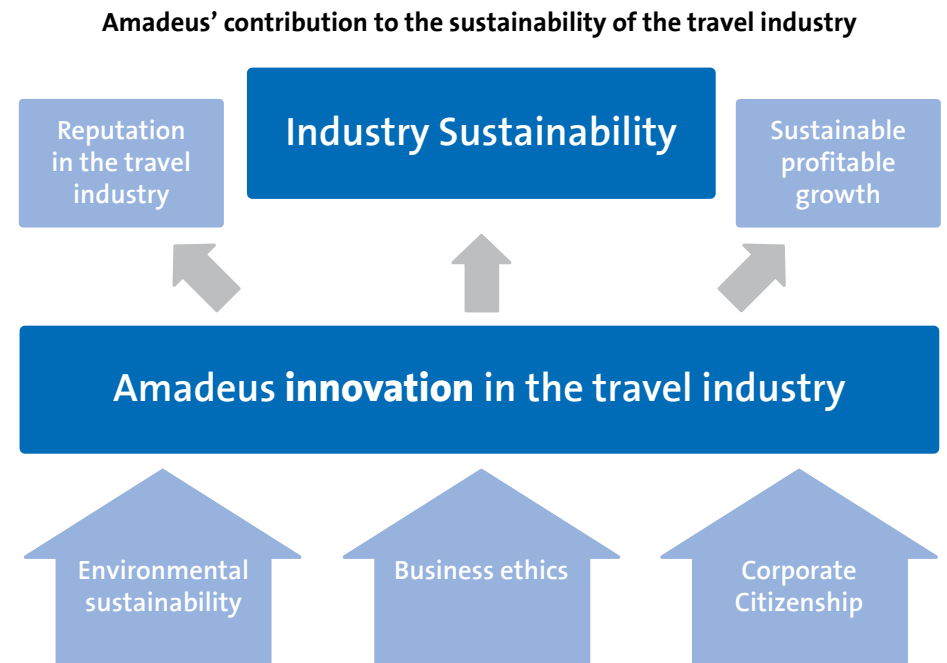 Amadeus’ contribution to the sustainability of the travel industry
Reputation
in the travel
industry
Industry Sustainability
Sustainable
profitable
growth
Amadeus innovation in the travel industry
Environmental
sustainability
Business ethics
Corporate
Citizenship